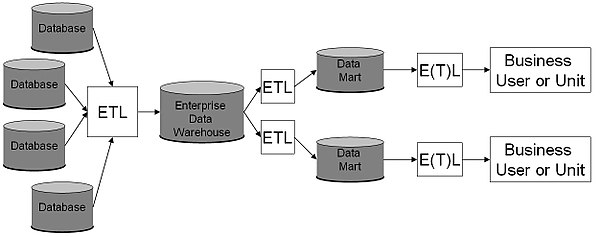 Database
Database
Database
Database
ETL
Enterprise
Data
Warehouse
ETL
ETL
Data
Mart
E(T)L
Business
User or Unit
Data
Mart
E(T)L
Business
User or Unit